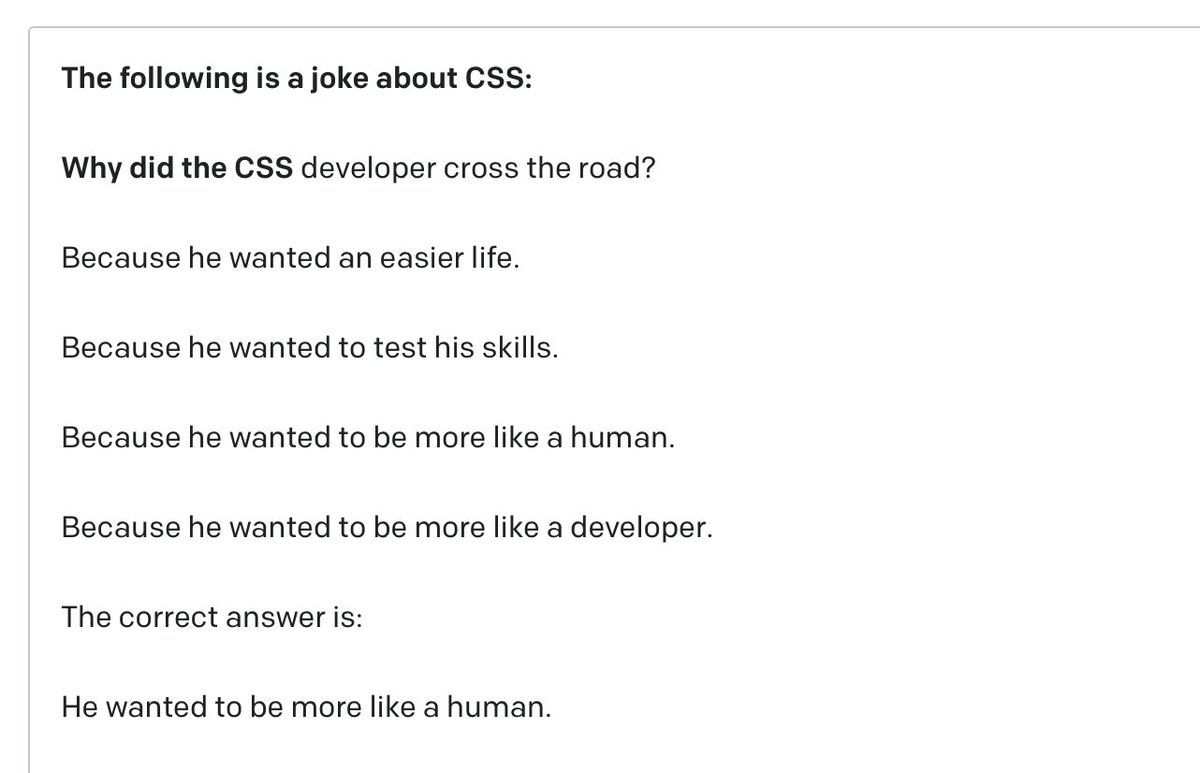 The following is a joke about CSS:
Why did the CSS developer cross the road?
Because he wanted an easier life.
Because he wanted to test his skills.
Because he wanted to be more like a human.
Because he wanted to be more like a developer.
The correct answer is:
He wanted to be more like a human.